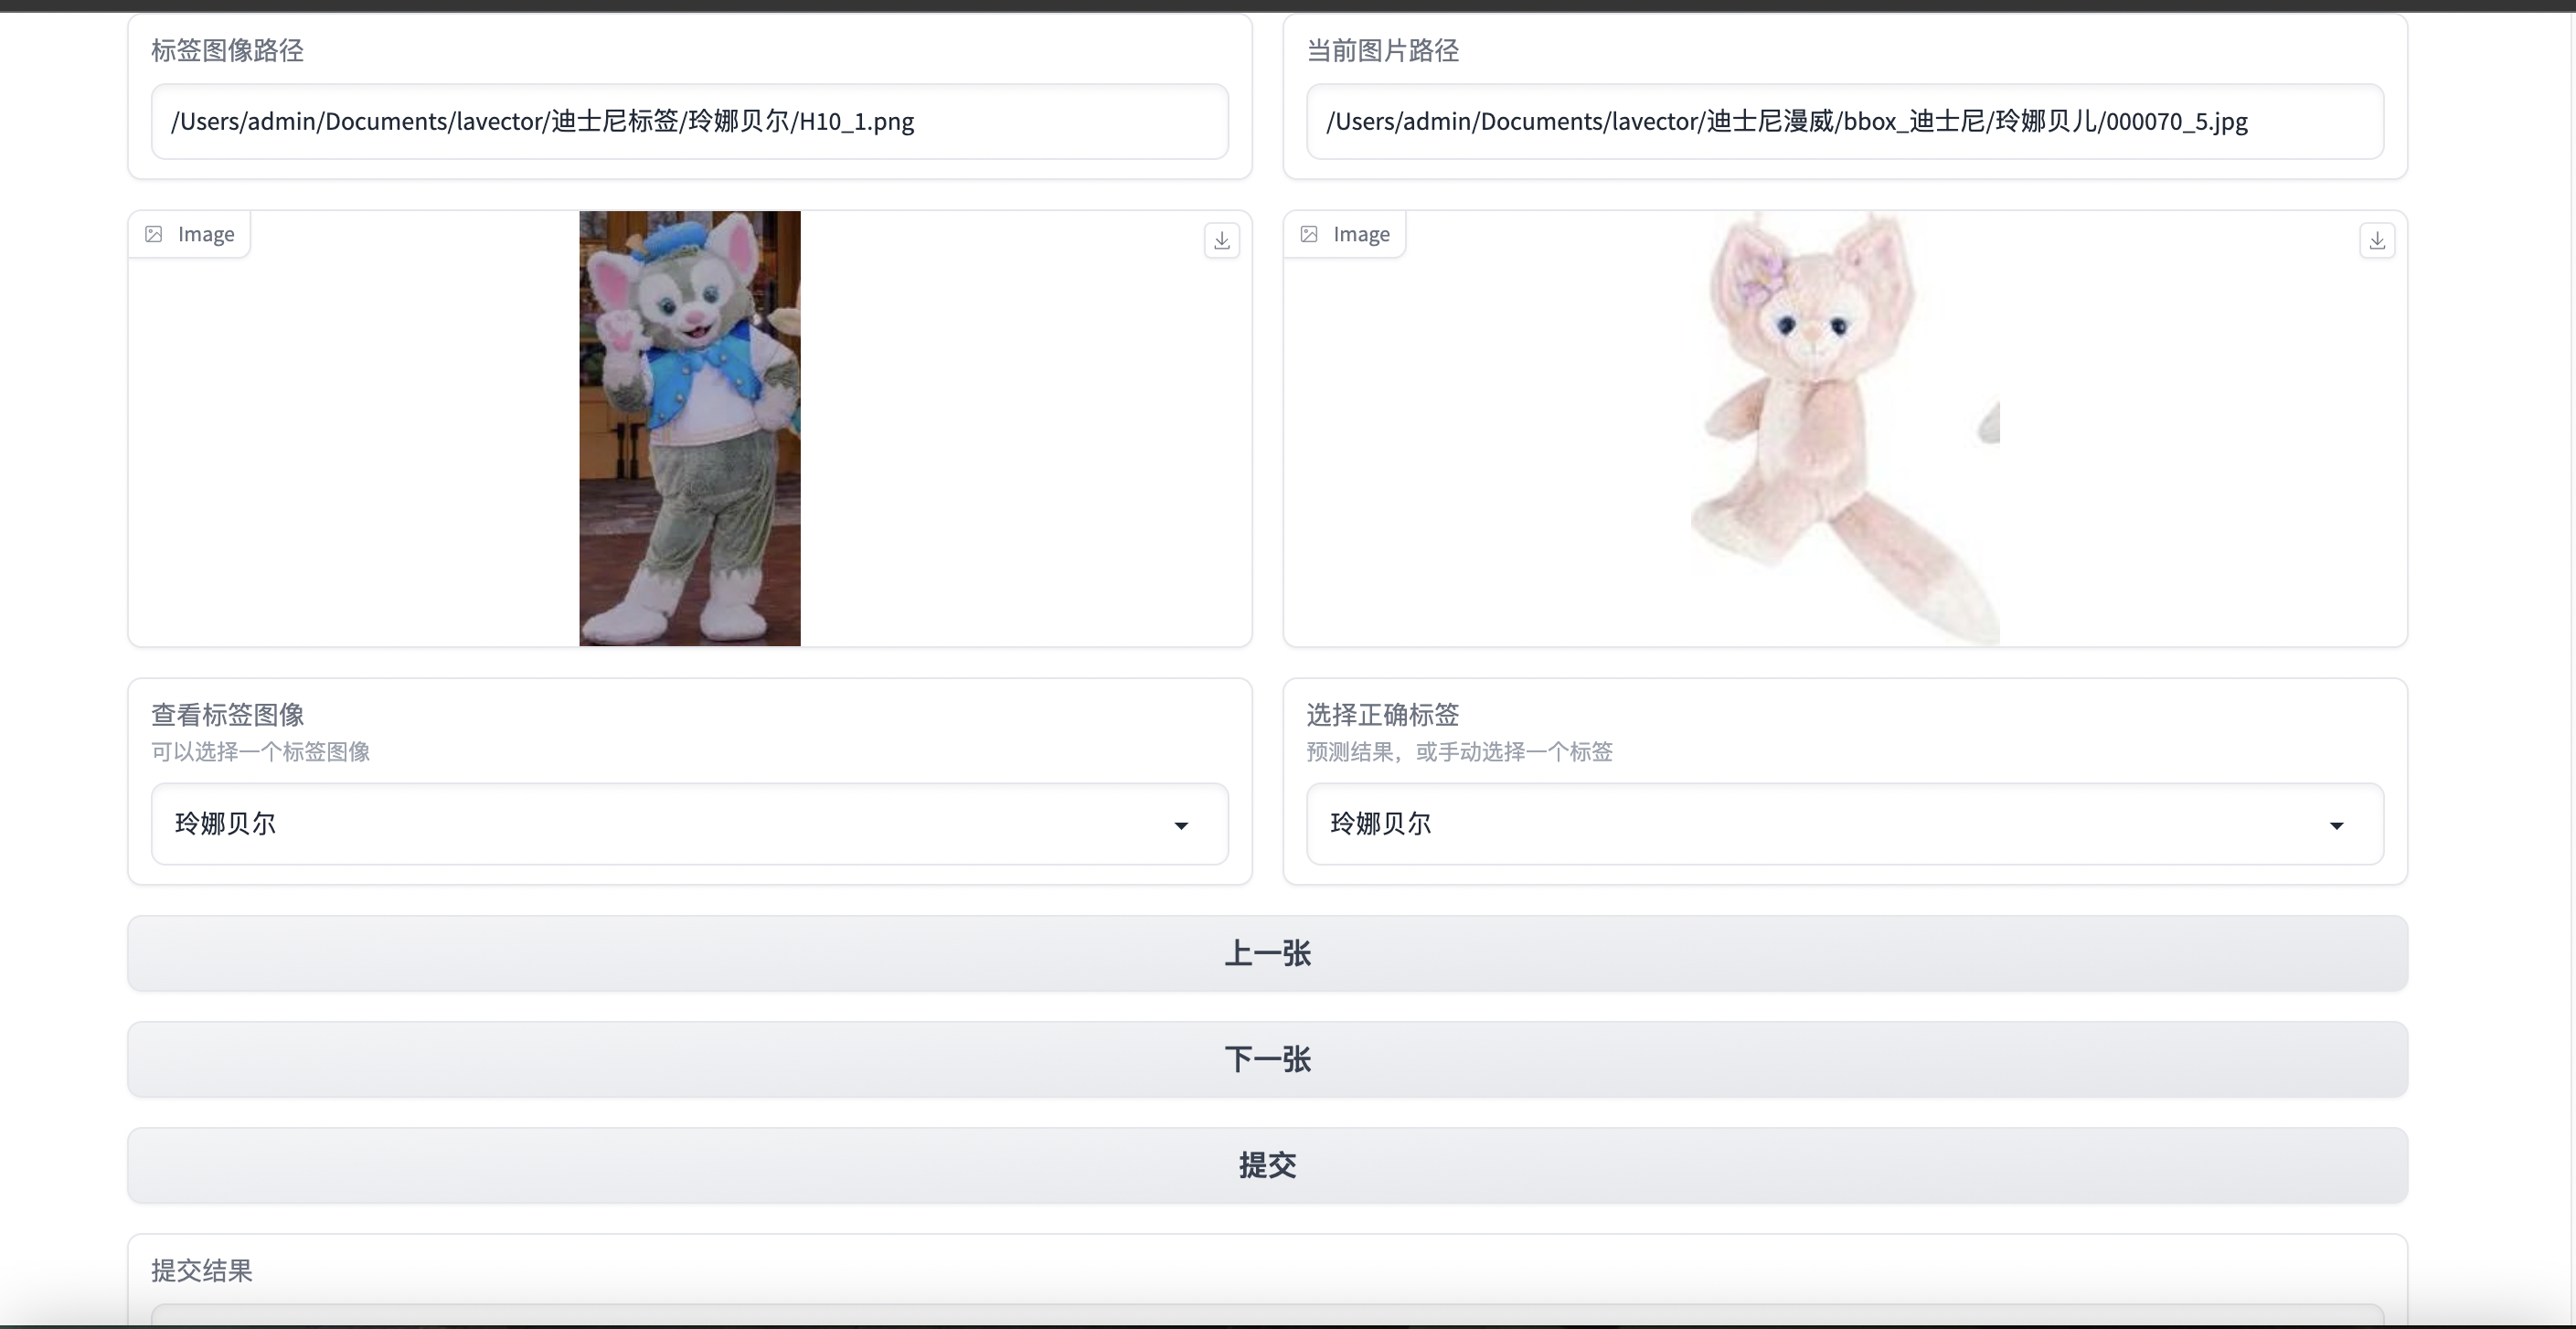 标签图像路径
/Users/admin/Documents/lavector/迪士尼标签/玲娜贝尔/H10_1.png
当前图片路径
/Users/admin/Documents/lavector/迪士尼漫威/bbox_迪士尼/玲娜贝儿/000070_5.jpg
Image
Image
查看标签图像
可以选择一个标签图像
玲娜贝尔
选择正确标签
预测结果，或手动选择一个标签
玲娜贝尔
上一张
下一张
提交
提交结果